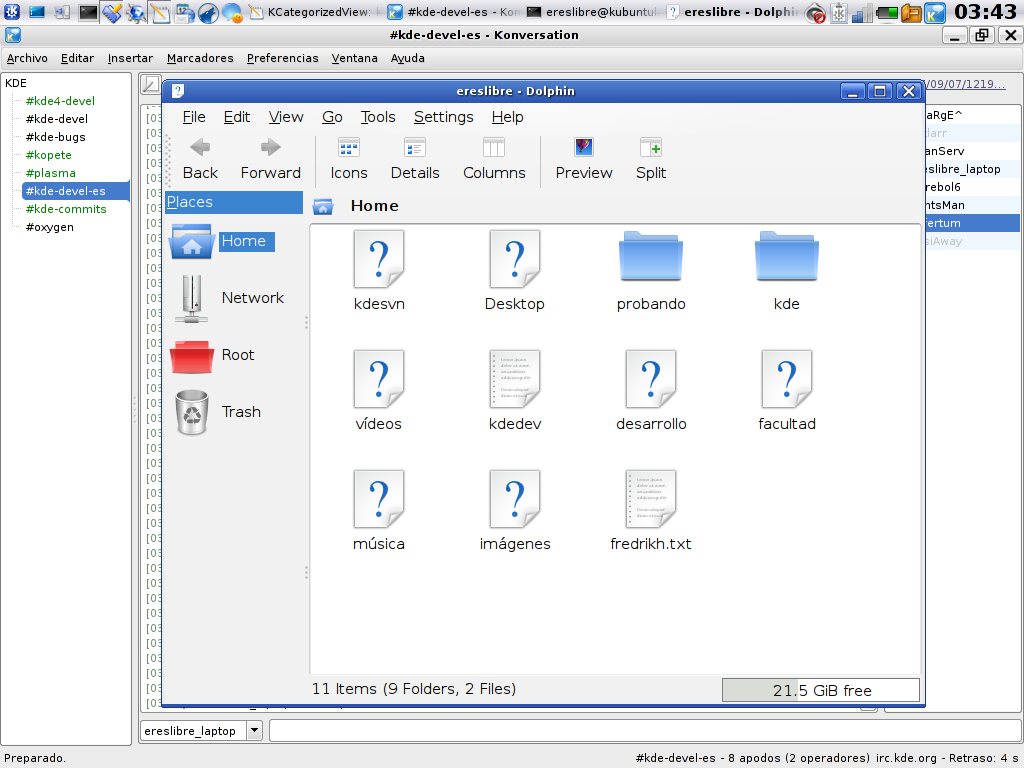 KCategorizedView:
#kde-devel-es - Kon
ereslibre@kubuntu
ereslibre - Dolphin
03:43
#kde-devel-es - Konversation
Archivo Editar Insertar Marcadores Preferencias Ventana Ayuda
KDE
#kde4-devel
#kde-devel
#kde-bugs
#kopete
#plasma
#kde-devel-es
#kde-commits
#oxygen
/09/07/1219...
ereslibre - Dolphin
File Edit View Go Tools Settings Help
Back Forward Icons Details Columns Preview Split
Places
Home
Network
Root
Trash
Home
kdesvn Desktop probando kde
vídeos kdedev desarrollo facultad
música imágenes fredrikh.txt
11 Items (9 Folders, 2 Files)
21.5 GiB free
aRgE^
arr
anServ
eslibre_laptop
rebol6
ntsMan
fertum
siAway
ereslibre_laptop
Preparado.
#kde-devel-es - 8 apodos (2 operadores) irc.kde.org - Retraso: 4 s